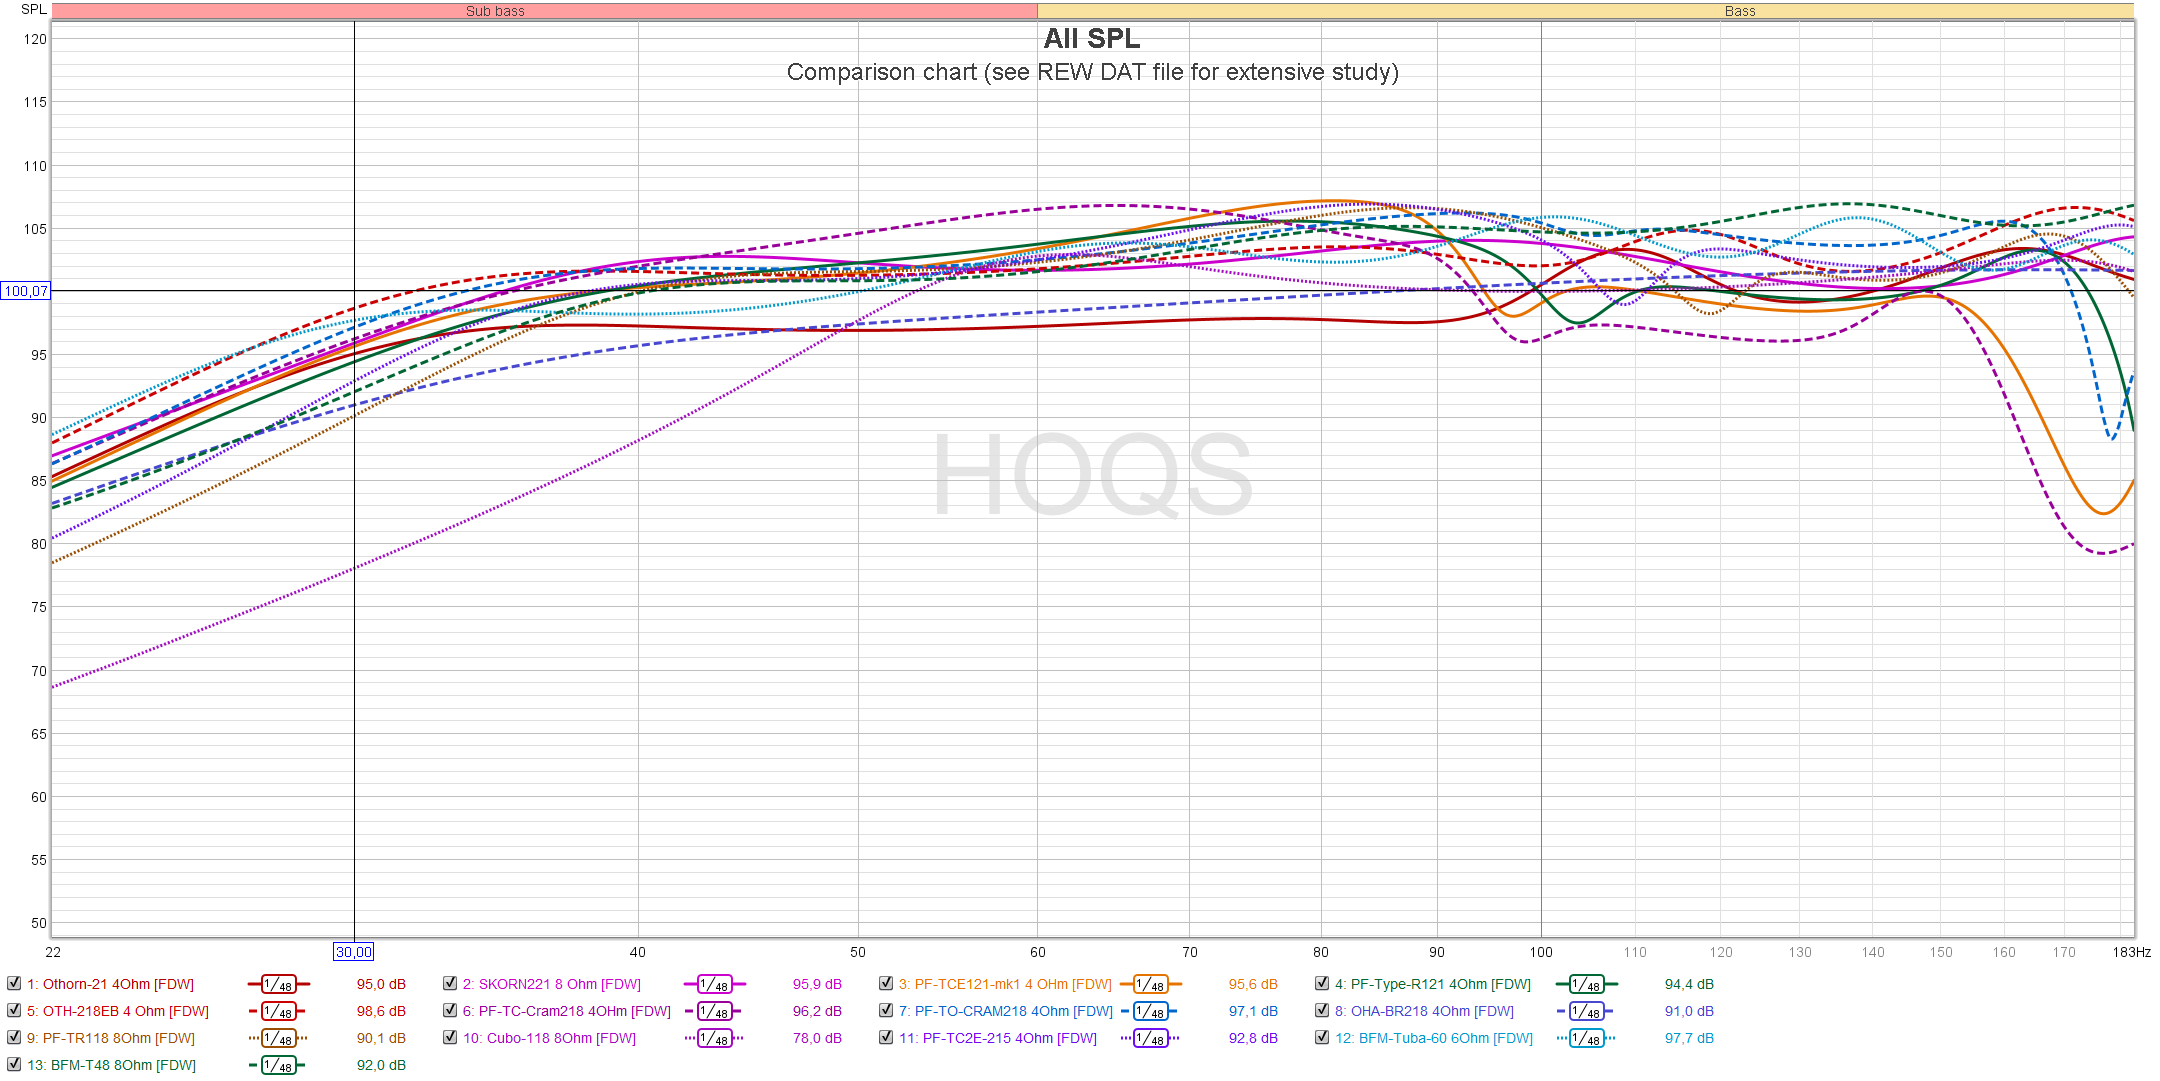 SPL
Sub bass
Bass
All SPL
Comparison chart (see REW DAT file for extensive study)
120
115
110
105
100,07
95
90
85
80
75
70
65
60
55
50
HOQS
22 30,00 40 50 60 70 80 90 100 110 120 130 140 150 160 170 183Hz
1: Othorn-21 4Ohm [FDW] 1/48 95,0 dB 2: SKORN221 8 Ohm [FDW] 1/48 95,9 dB 3: PF-TCE121-mk1 4 OHm [FDW] 1/48 95,6 dB 4: PF-Type-R121 4Ohm [FDW] 1/48 94,4 dB
5: OTH-218EB 4 Ohm [FDW] 1/48 98,6 dB 6: PF-TC-Cram218 4OHm [FDW] 1/48 96,2 dB 7: PF-TO-CRAM218 4Ohm [FDW] 1/48 97,1 dB 8: OHA-BR218 4Ohm [FDW] 1/48 91,0 dB
9: PF-TR118 8Ohm [FDW] 1/48 90,1 dB 10: Cubo-118 8Ohm [FDW] 1/48 78,0 dB 11: PF-TC2E-215 4Ohm [FDW] 1/48 92,8 dB 12: BFM-Tuba-60 6Ohm [FDW] 1/48 97,7 dB
13: BFM-T48 8Ohm [FDW] 1/48 92,0 dB